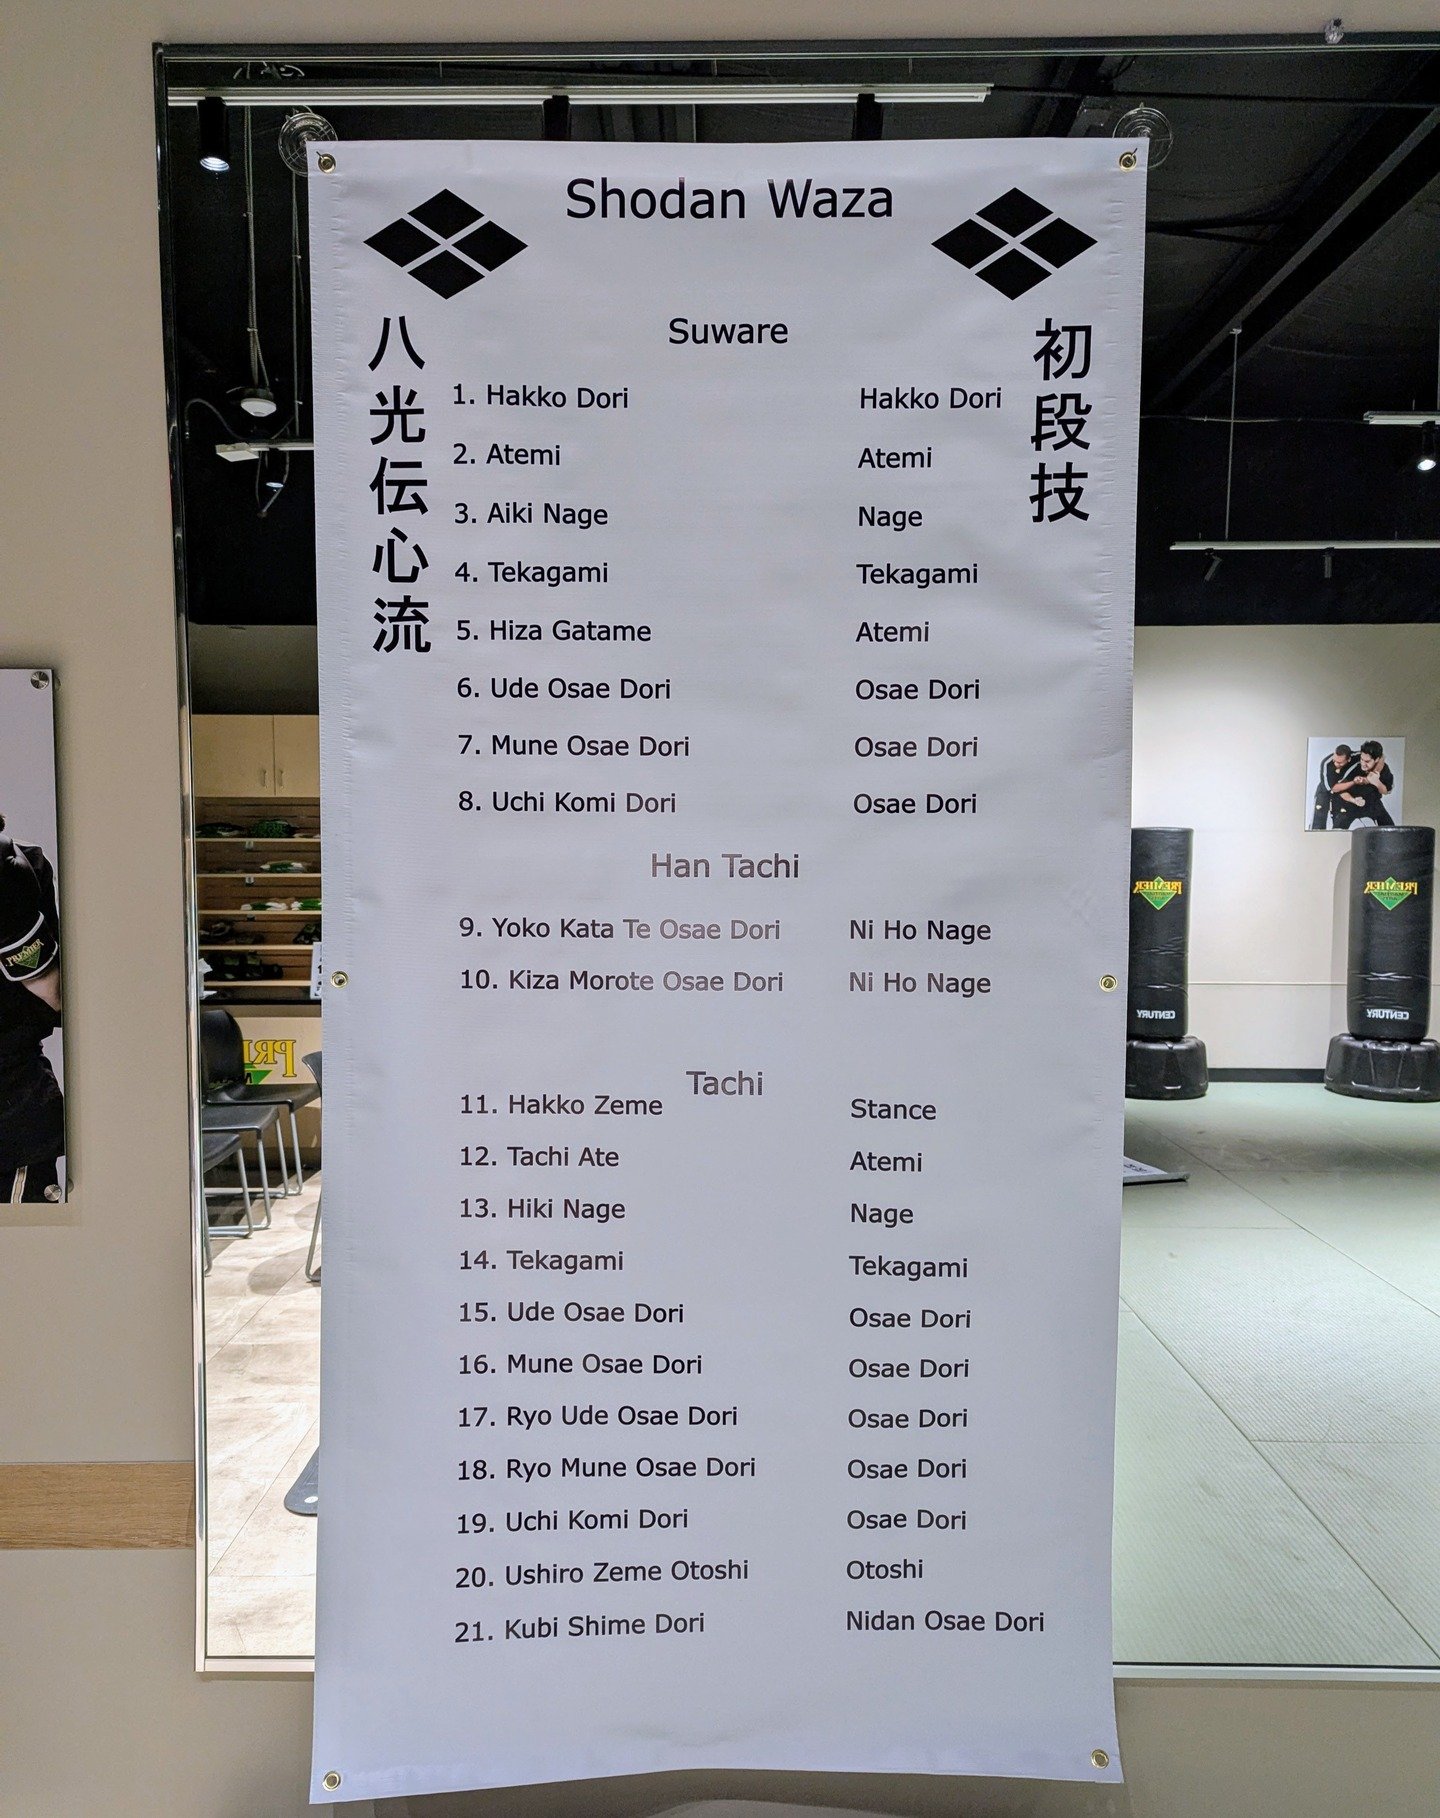 Shodan Waza
八光伝心流
初段技
Suware
1. Hakko Dori Hakko Dori
2. Atemi Atemi
3. Aiki Nage Nage
4. Tekagami Tekagami
5. Hiza Gatame Atemi
6. Ude Osae Dori Osae Dori
7. Mune Osae Dori Osae Dori
8. Uchi Komi Dori Osae Dori
Han Tachi
9. Yoko Kata Te Osae Dori Ni Ho Nage
10. Kiza Morote Osae Dori Ni Ho Nage
Tachi
11. Hakko Zeme Stance
12. Tachi Ate Atemi
13. Hiki Nage Nage
14. Tekagami Tekagami
15. Ude Osae Dori Osae Dori
16. Mune Osae Dori Osae Dori
17. Ryo Ude Osae Dori Osae Dori
18. Ryo Mune Osae Dori Osae Dori
19. Uchi Komi Dori Osae Dori
20. Ushiro Zeme Otoshi Otoshi
21. Kubi Shime Dori Nidan Osae Dori
PREMIER
PREMIER
PREMIER
CENTURY
CENTURY